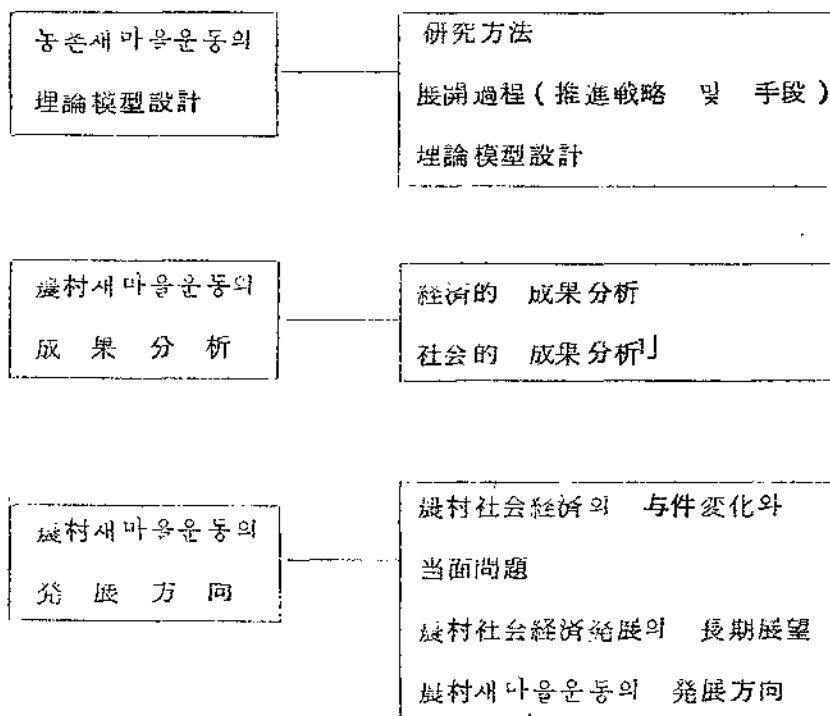 농촌새마을운동의
理論模型設計
研究方法
展開過程 ( 推進戦略 및 手段 )
理論模型設計
農村새마을운동의
成 果 分 析
経済的 成果分析
社会的 成果分析1」
農村새마을운동의
発 展 方 向
農村社会経済의 与件変化와
当面問題
農村社会経済発展의 長期展望
農村새마을운동의 発展方向